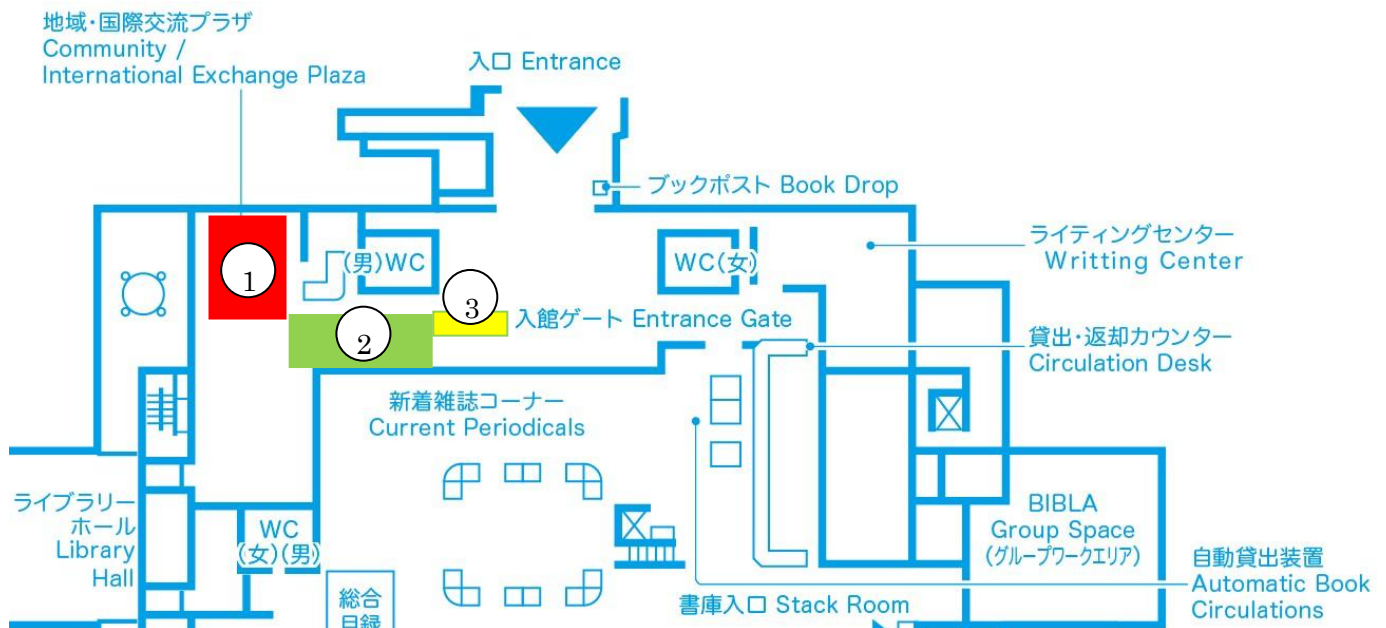 地域・国際交流プラザ
Community /
International Exchange Plaza
入口 Entrance
ブックポスト Book Drop
ライティングセンター
Writting Center
1
(男)WC
WC(女)
3
入館ゲート Entrance Gate
2
貸出・返却カウンター
Circulation Desk
新着雑誌コーナー
Current Periodicals
ライブラリー
ホール
Library
Hall
WC
(女)(男)
BIBLA
Group Space
(グループワークエリア)
自動貸出装置
Automatic Book
Circulations
総合
目録
書庫入口 Stack Room